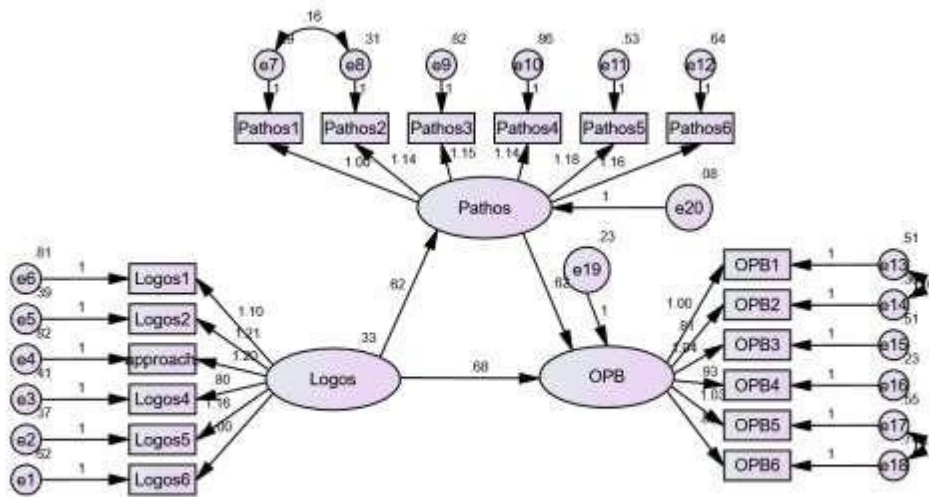 .16
.31 .82 .86 .53 .64
e7 e8 e9 e10 e11 e12
1 1 1 1 1 1
Pathos1 Pathos2 Pathos3 Pathos4 Pathos5 Pathos6
1.00 1.14 1.15 1.14 1.18 1.16
.08
Pathos 1 e20
.23
e19
.62 1
.81 .51
e6 1 Logos1 OPB1 1 e13
1.10 1.00
e5 1 Logos2 OPB2 1 e14
1.21 .81
.51
e4 1 approach OPB3 1 e15
1.20
.33
.41 .23
e3 1 Logos4 OPB4 1 e16
.80 .93
Logos .68 OPB
.37
e2 1 Logos5 OPB5 1 e17
1.16 1.03
e1 1 Logos6 OPB6 1 e18